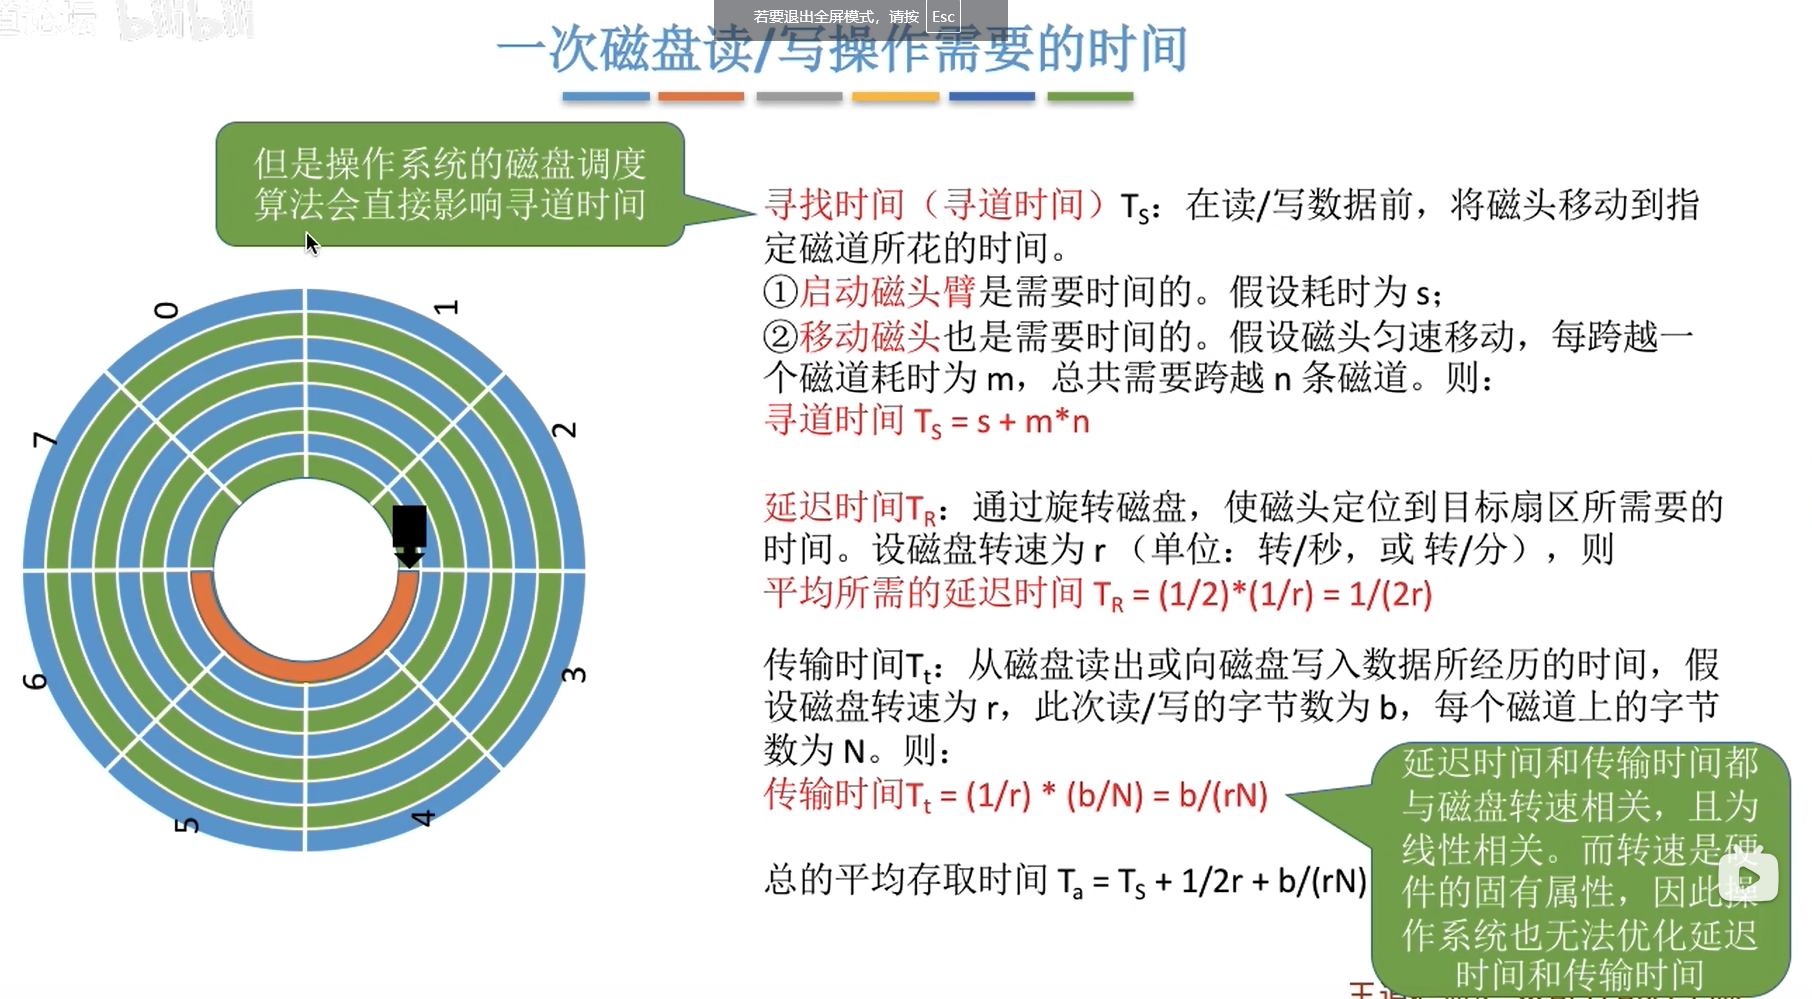 若要退出全屏模式，请按 Esc
bilibili
一次磁盘读/写操作需要的时间
但是操作系统的磁盘调度
算法会直接影响寻道时间
寻找时间（寻道时间）TS：在读/写数据前，将磁头移动到指
定磁道所花的时间。
①启动磁头臂是需要时间的。假设耗时为 s；
②移动磁头也是需要时间的。假设磁头匀速移动，每跨越一
个磁道耗时为 m，总共需要跨越 n 条磁道。则：
寻道时间 TS = s + m*n
延迟时间TR：通过旋转磁盘，使磁头定位到目标扇区所需要的
时间。设磁盘转速为 r （单位：转/秒，或 转/分），则
平均所需的延迟时间 TR = (1/2)*(1/r) = 1/(2r)
传输时间Tt：从磁盘读出或向磁盘写入数据所经历的时间，假
设磁盘转速为 r，此次读/写的字节数为 b，每个磁道上的字节
数为 N。则：
传输时间Tt = (1/r) * (b/N) = b/(rN)
总的平均存取时间 Ta = TS + 1/2r + b/(rN)
延迟时间和传输时间都
与磁盘转速相关，且为
线性相关。而转速是硬
件的固有属性，因此操
作系统也无法优化延迟
时间和传输时间
0
1
2
3
4
5
6
7